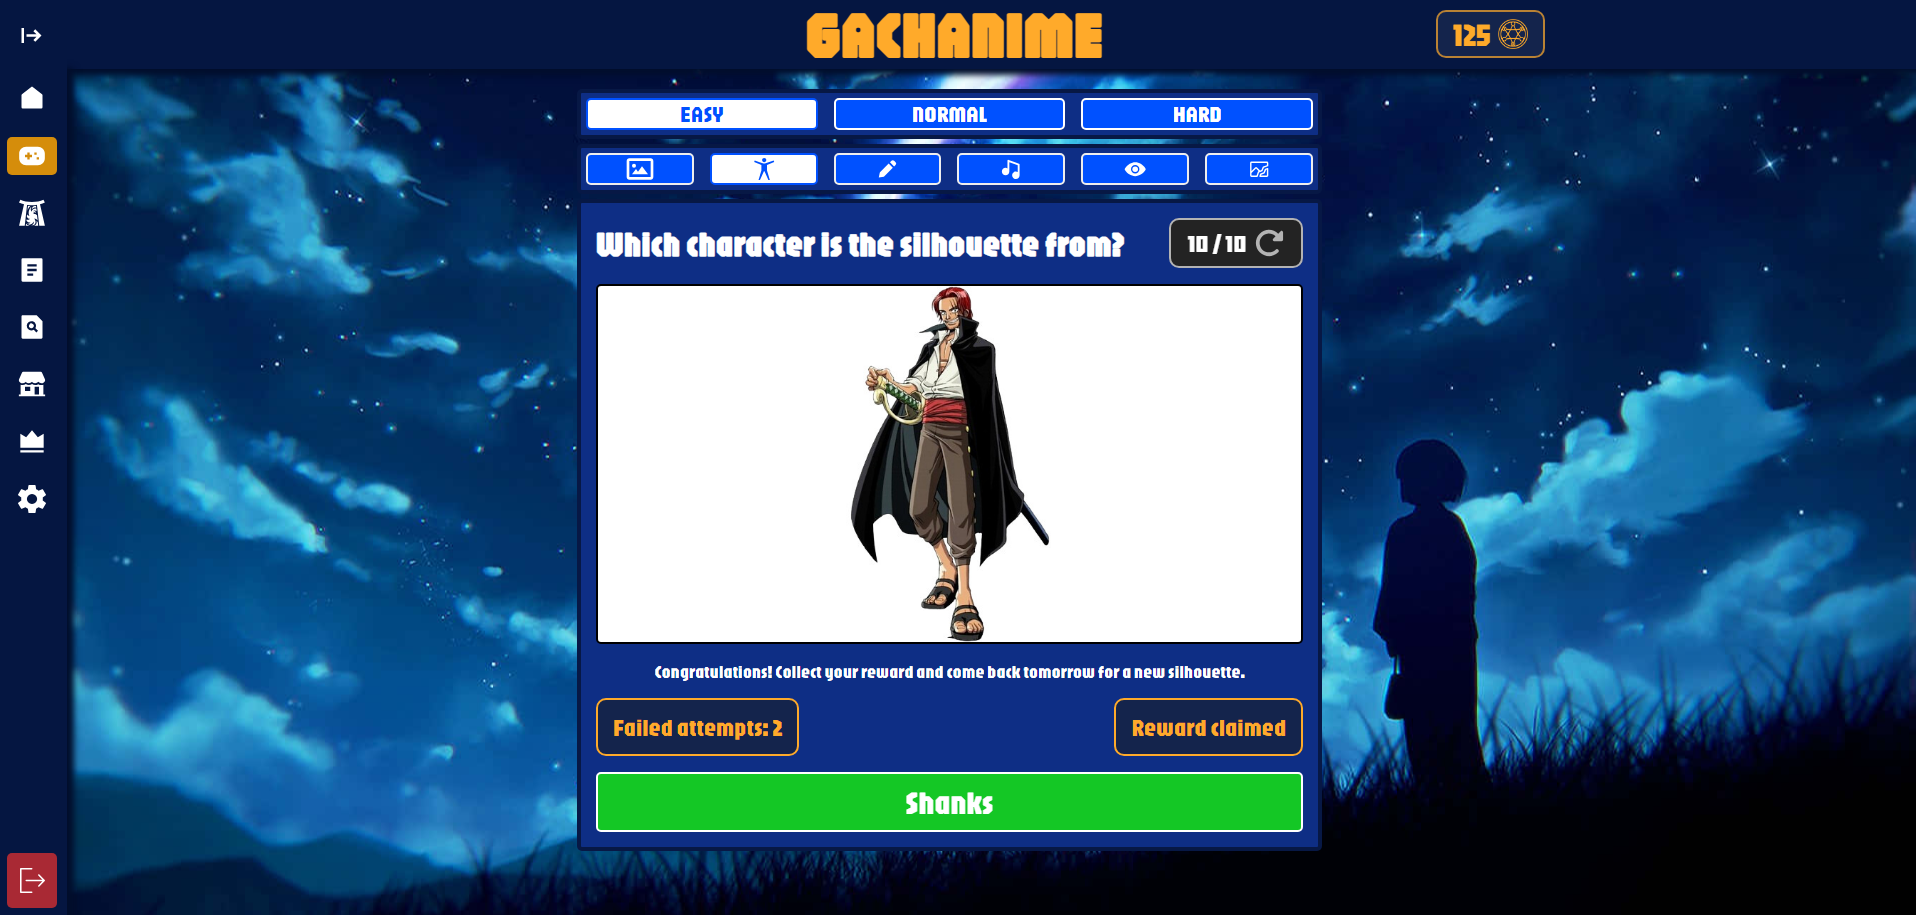 GACHANIME
125
EASY
NORMAL
HARD
Which character is the silhouette from?
10 / 10
Congratulations! Collect your reward and come back tomorrow for a new silhouette.
Failed attempts: 2
Reward claimed
Shanks